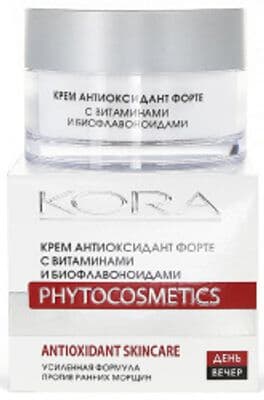 КРЕМ АНТИОКСИДАНТ ФОРТЕ
С ВИТАМИНАМИ
И БИОФЛАВОНОИДАМИ
KORA
КРЕМ АНТИОКСИДАНТ ФОРТЕ
С ВИТАМИНАМИ
И БИОФЛАВОНОИДАМИ
PHYTOCOSMETICS
ANTIOXIDANT SKINCARE
УСИЛЕННАЯ ФОРМУЛА
ПРОТИВ РАННИХ МОРЩИН
ДЕНЬ
ВЕЧЕР